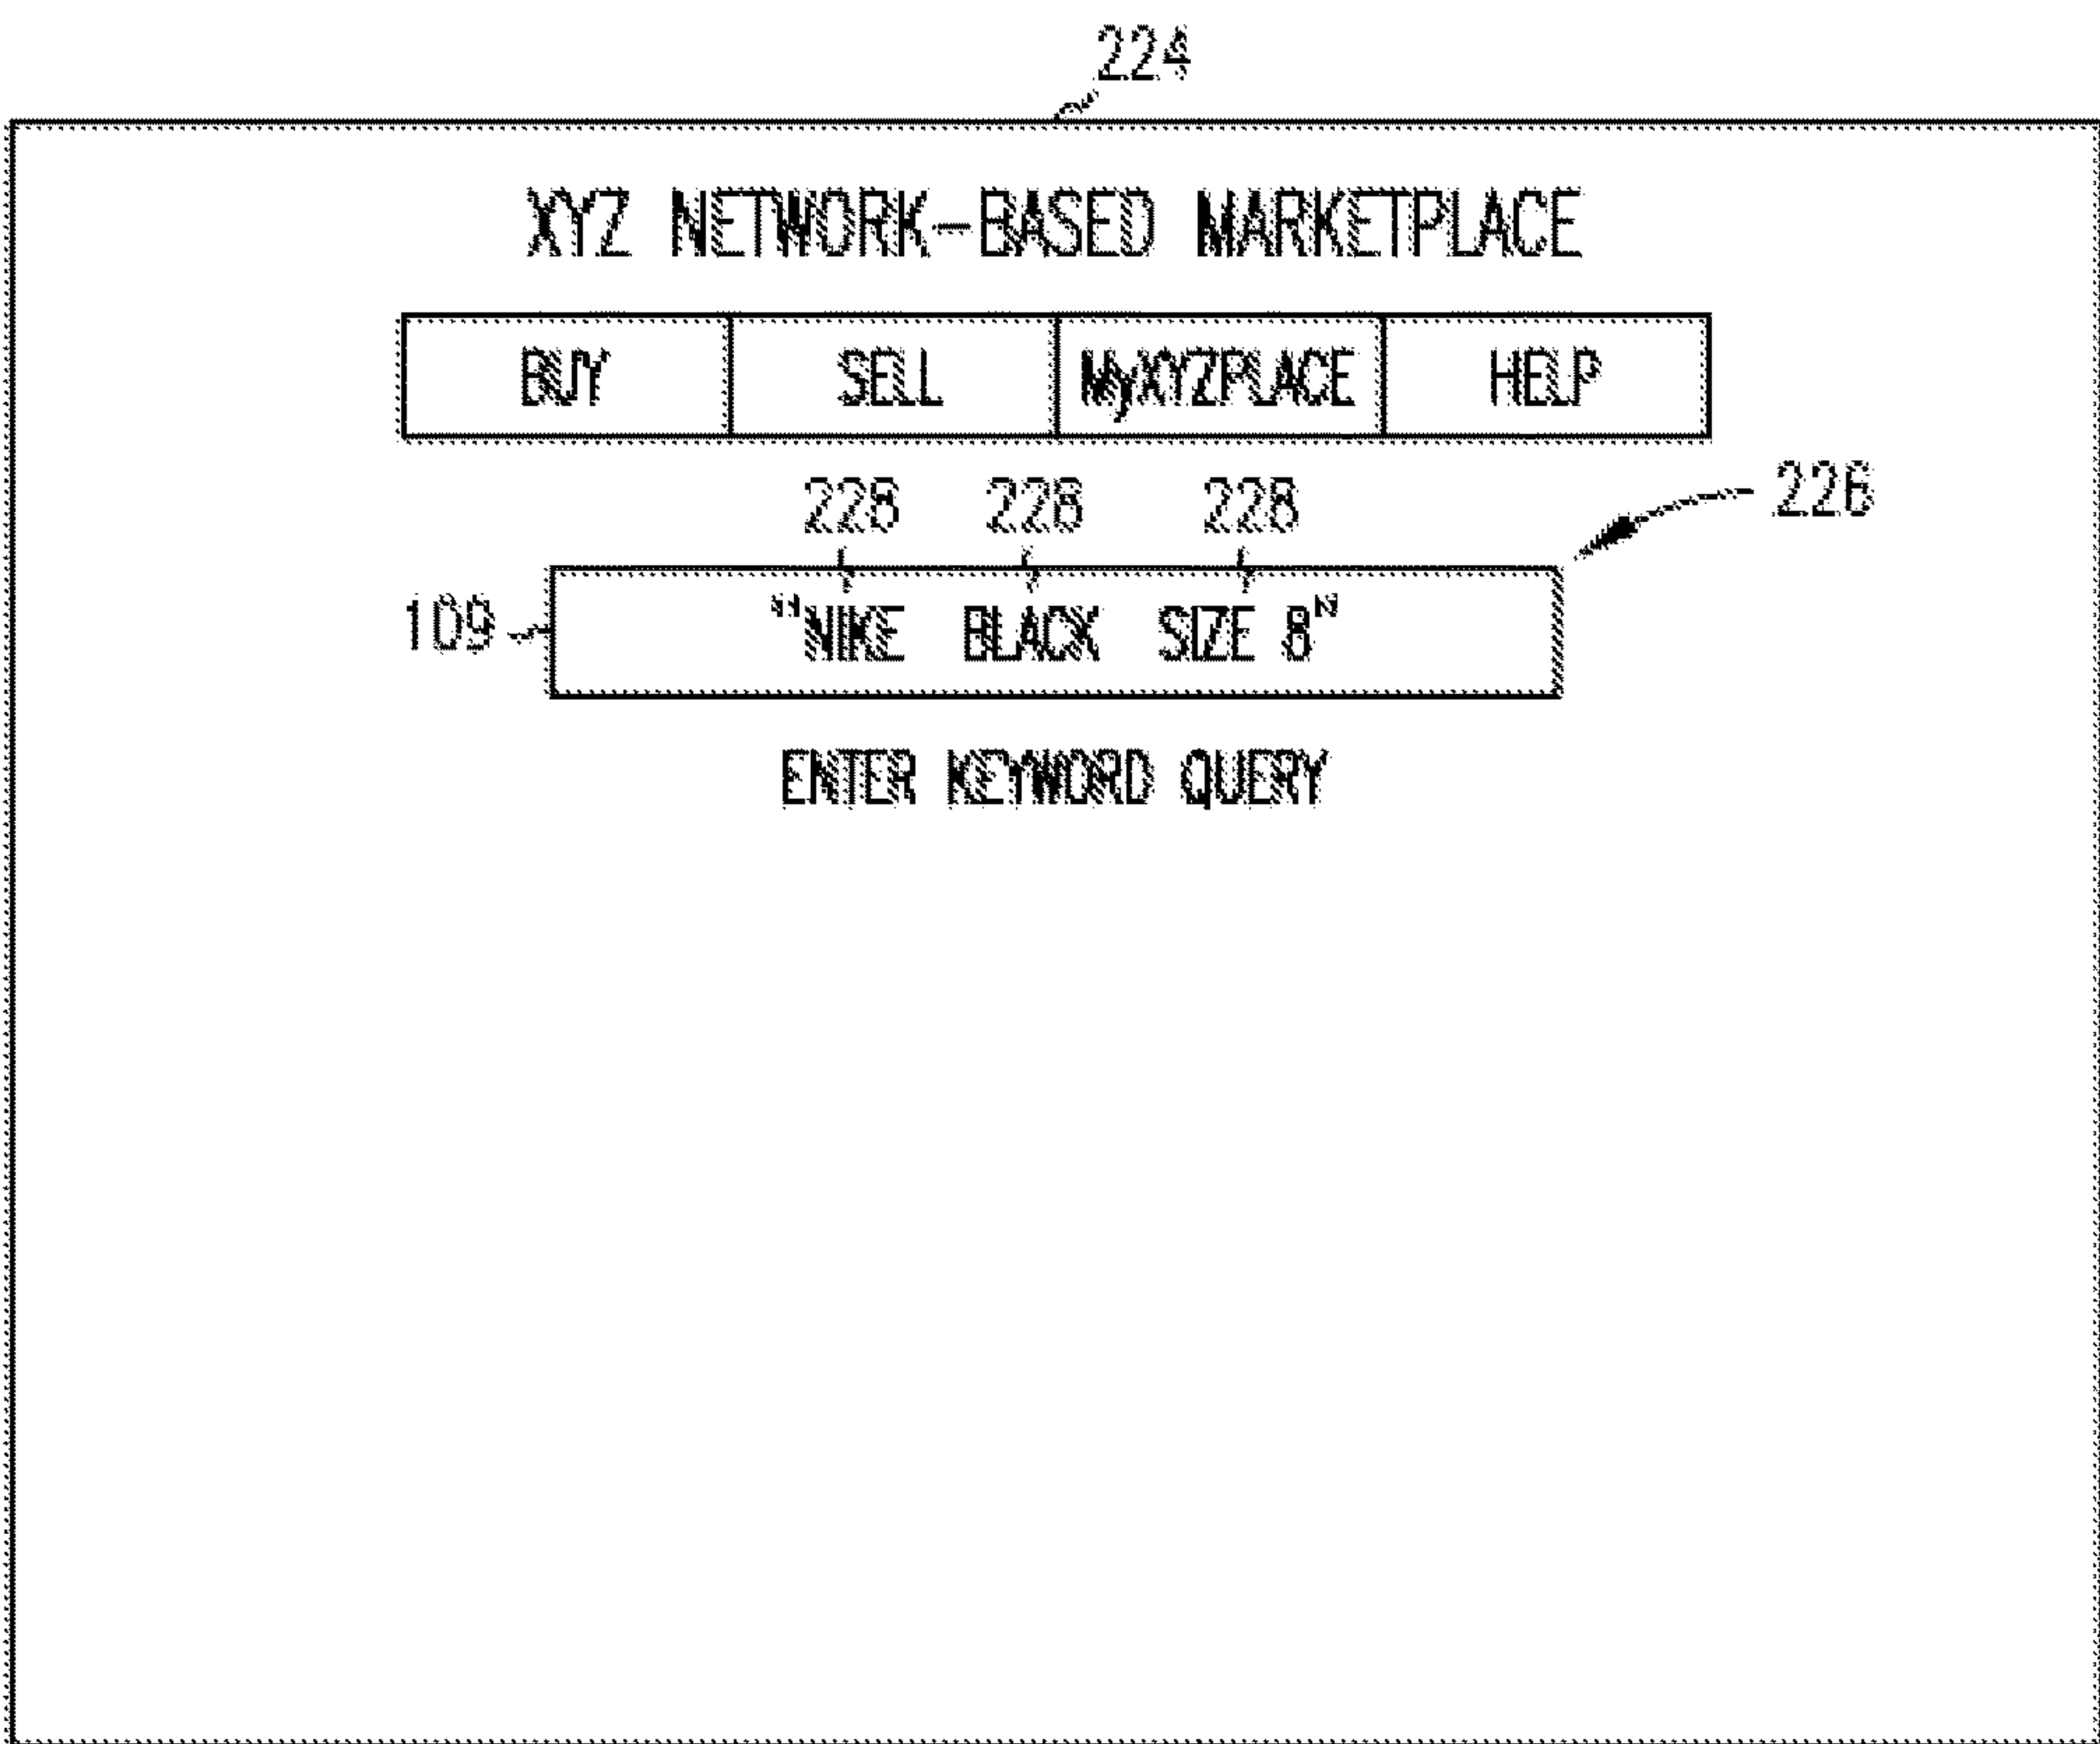 224
XYZ NETWORK-BASED MARKETPLACE
BUY SELL MyXYZPLACE HELP
228 228 228 226
109 "NIKE BLACK SIZE 8"
ENTER KEYWORD QUERY